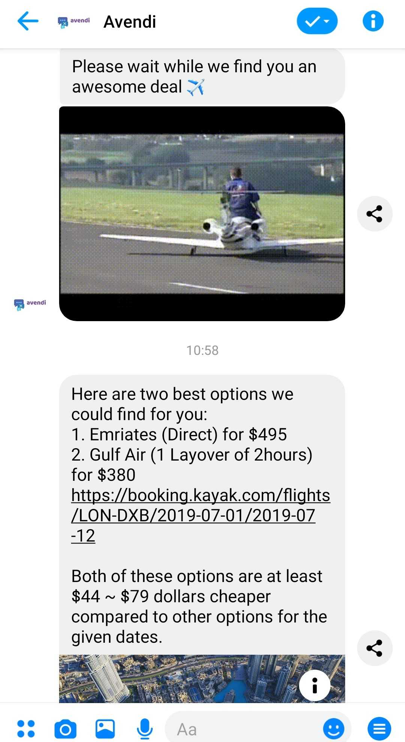 avendi
Avendi
Please wait while we find you an
awesome deal ✈️
avendi
10:58
Here are two best options we
could find for you:
1. Emriates (Direct) for $495
2. Gulf Air (1 Layover of 2hours)
for $380
https://booking.kayak.com/flights
/LON-DXB/2019-07-01/2019-07
-12
Both of these options are at least
$44 ~ $79 dollars cheaper
compared to other options for the
given dates.
Aa